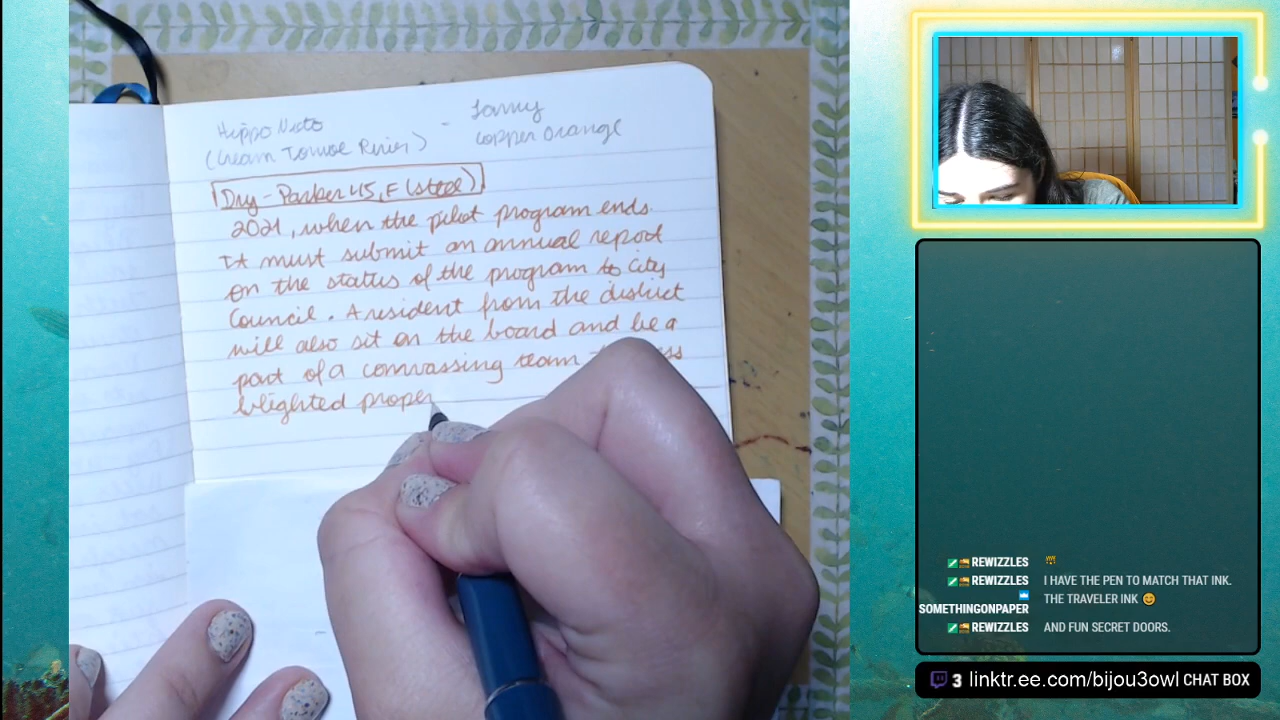 Hippo Noto
(Cream Tomoe River)
- Lamy
Copper Orange
Dry - Parker 45, F (steel)
2021, when the pilot program ends.
It must submit an annual report
on the status of the program to city
Council. A resident from the district
will also sit on the board and be a
part of a canvassing team
blighted proper
REWIZZLES
REWIZZLES I HAVE THE PEN TO MATCH THAT INK.
SOMETHINGONPAPER THE TRAVELER INK 😊
REWIZZLES AND FUN SECRET DOORS.
3 linktr.ee.com/bijou3owl CHAT BOX